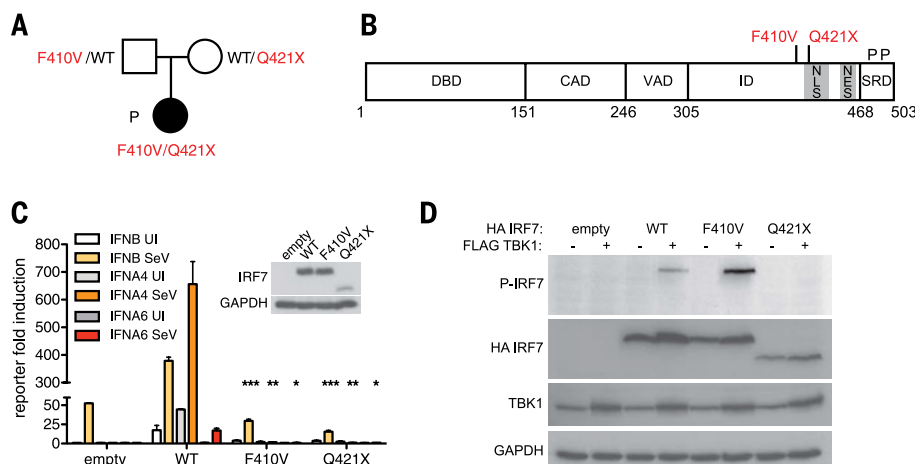 A
F410V /WT
WT/Q421X
P
F410V/Q421X
B
F410V Q421X
P P
DBD CAD VAD ID NLS NES SRD
1 151 246 305 468 503
C
IFNB UI
IFNB SeV
IFNA4 UI
IFNA4 SeV
IFNA6 UI
IFNA6 SeV
reporter fold induction
800
700
600
500
400
300
50
25
0
*** ** * *** ** *
empty WT F410V Q421X
empty WT F410V Q421X
IRF7
GAPDH
D
HA IRF7: empty WT F410V Q421X
FLAG TBK1: - + - + - + - +
P-IRF7
HA IRF7
TBK1
GAPDH